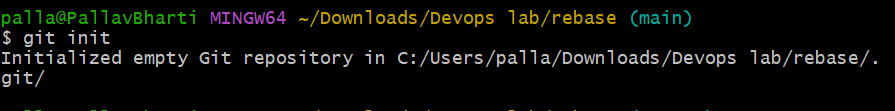 palla@PallavBharti MINGW64 ~/Downloads/Devops lab/rebase (main)
$ git init
Initialized empty Git repository in C:/Users/palla/Downloads/Devops lab/rebase/.
git/